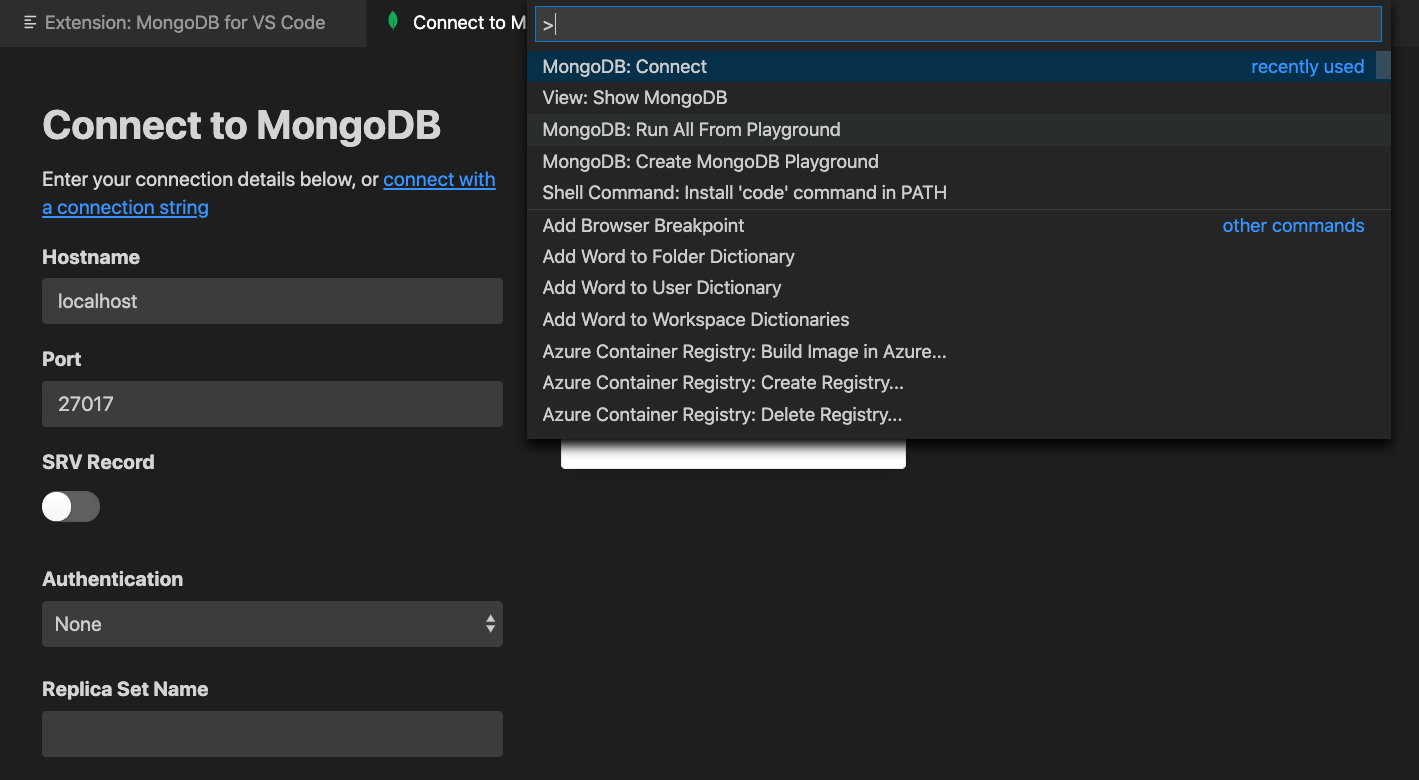 Extension: MongoDB for VS Code
Connect to M
>
MongoDB: Connect
recently used
View: Show MongoDB
MongoDB: Run All From Playground
MongoDB: Create MongoDB Playground
Shell Command: Install 'code' command in PATH
Add Browser Breakpoint
other commands
Add Word to Folder Dictionary
Add Word to User Dictionary
Add Word to Workspace Dictionaries
Azure Container Registry: Build Image in Azure...
Azure Container Registry: Create Registry...
Azure Container Registry: Delete Registry...
Connect to MongoDB
Enter your connection details below, or connect with
a connection string
Hostname
localhost
Port
27017
SRV Record
Authentication
None
Replica Set Name